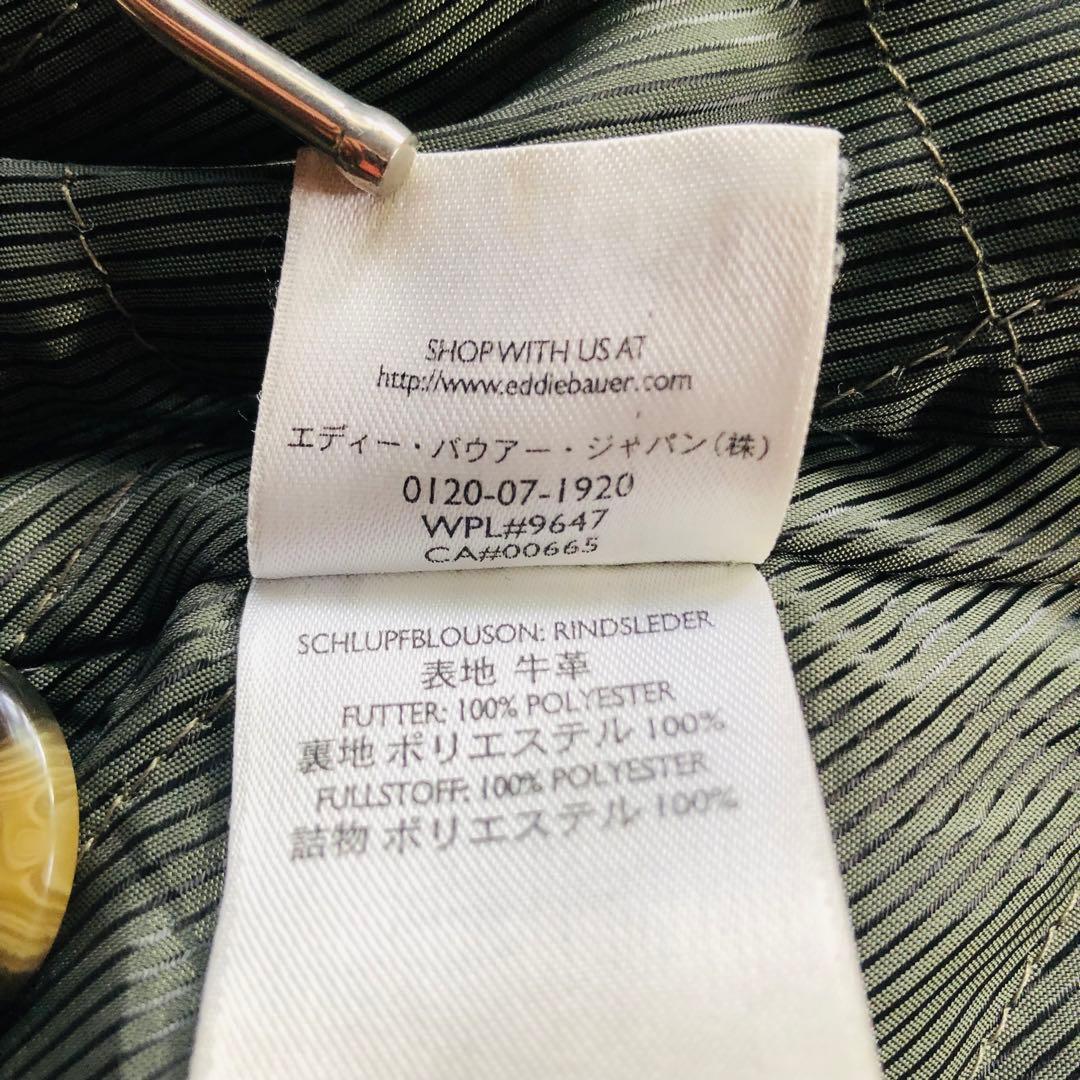 SHOP WITH US AT
http://www.eddiebauer.com
エディー・バウアー・ジャパン(株)
0120-07-1920
WPL#9647
CA#00665
SCHLUPFBLOUSON: RINDSLEDER
表地 牛革
FUTTER: 100% POLYESTER
裏地 ポリエステル 100%
FULLSTOFF: 100% POLYESTER
詰物 ポリエステル 100%